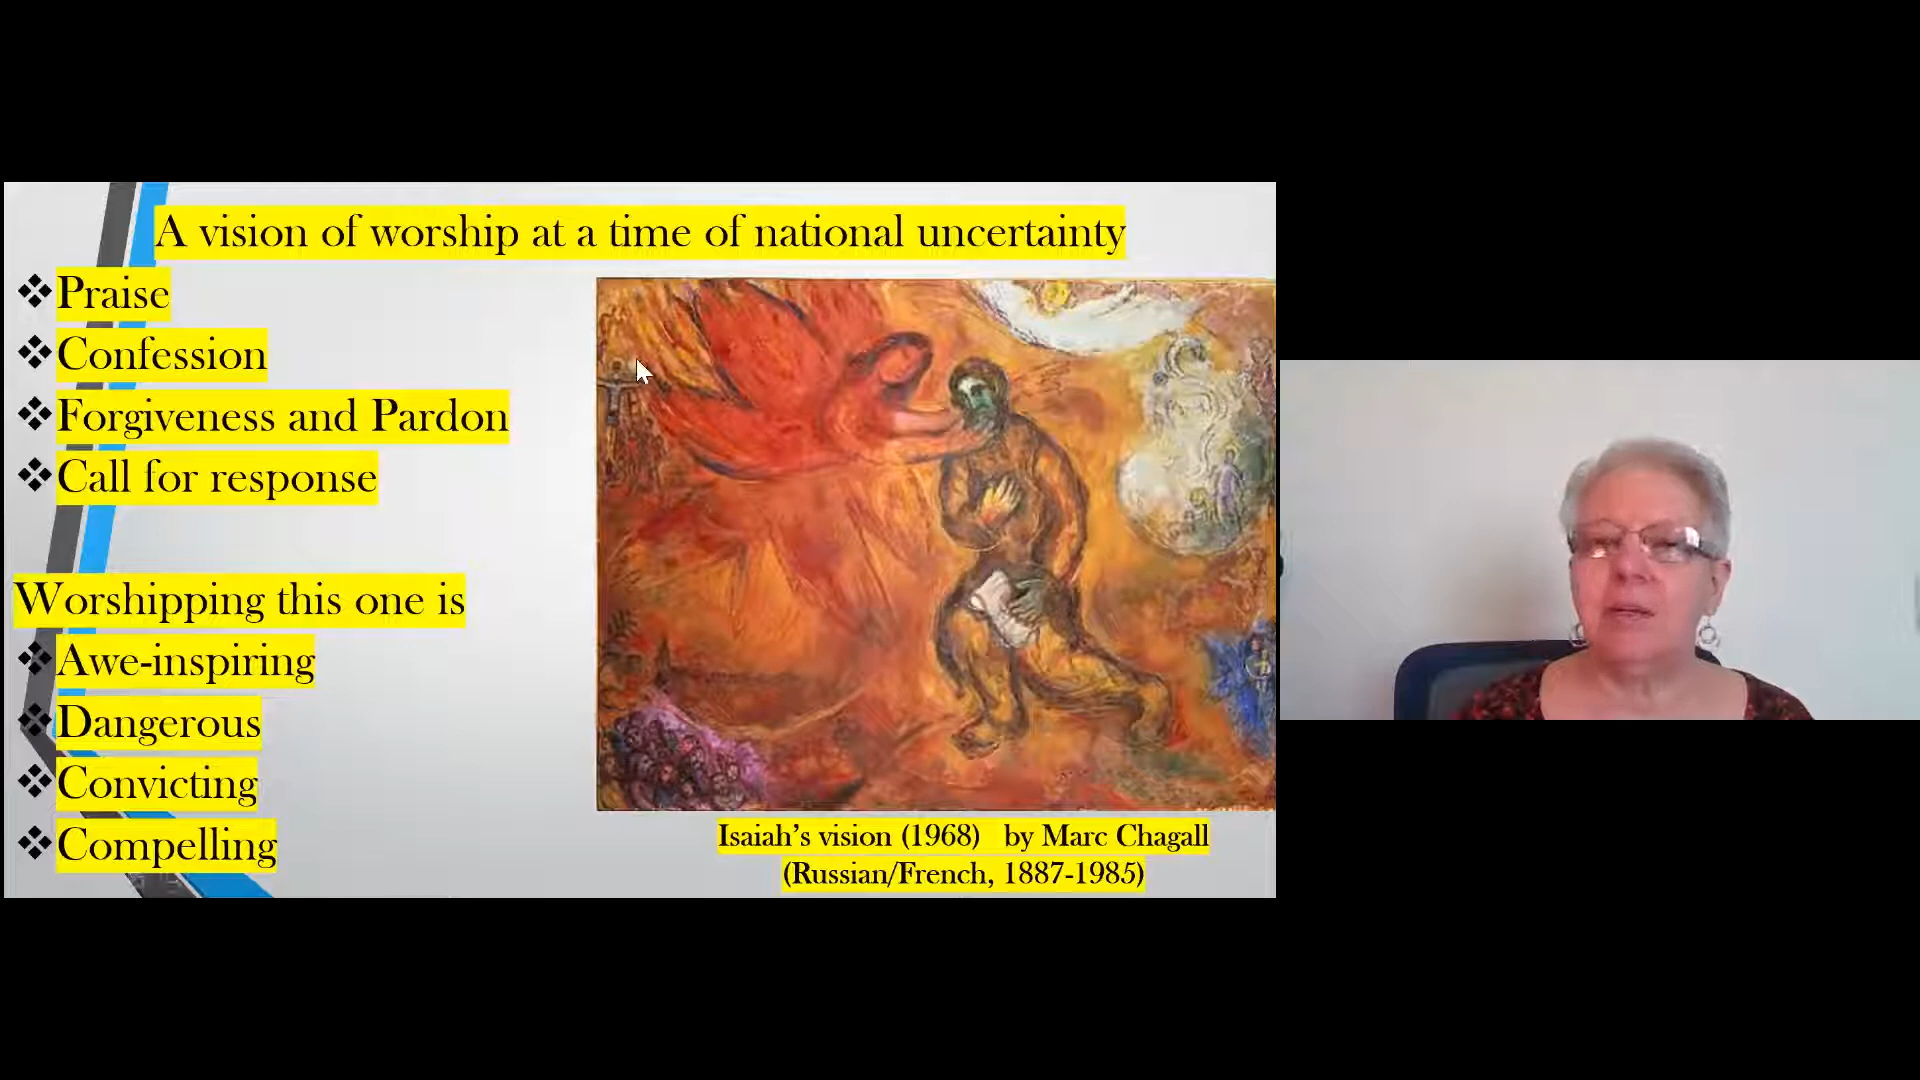 A vision of worship at a time of national uncertainty
Praise
Confession
Forgiveness and Pardon
Call for response
Worshipping this one is
Awe-inspiring
Dangerous
Convicting
Compelling
Isaiah’s vision (1968) by Marc Chagall
(Russian/French, 1887-1985)